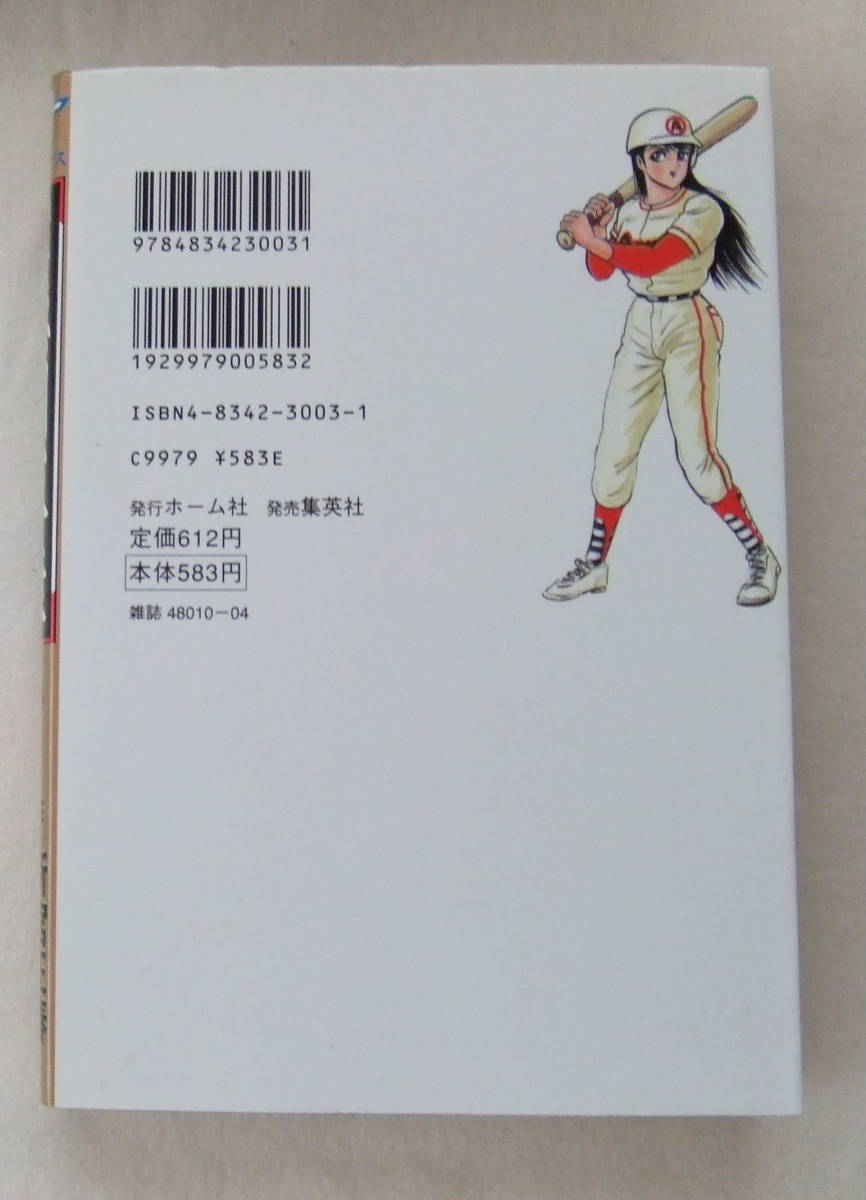 9784834230031
1929979005832
ISBN4-8342-3003-1
C9979 ¥583E
発行ホーム社 発売集英社
定価612円
本体583円
雑誌 48010-04
A
ス